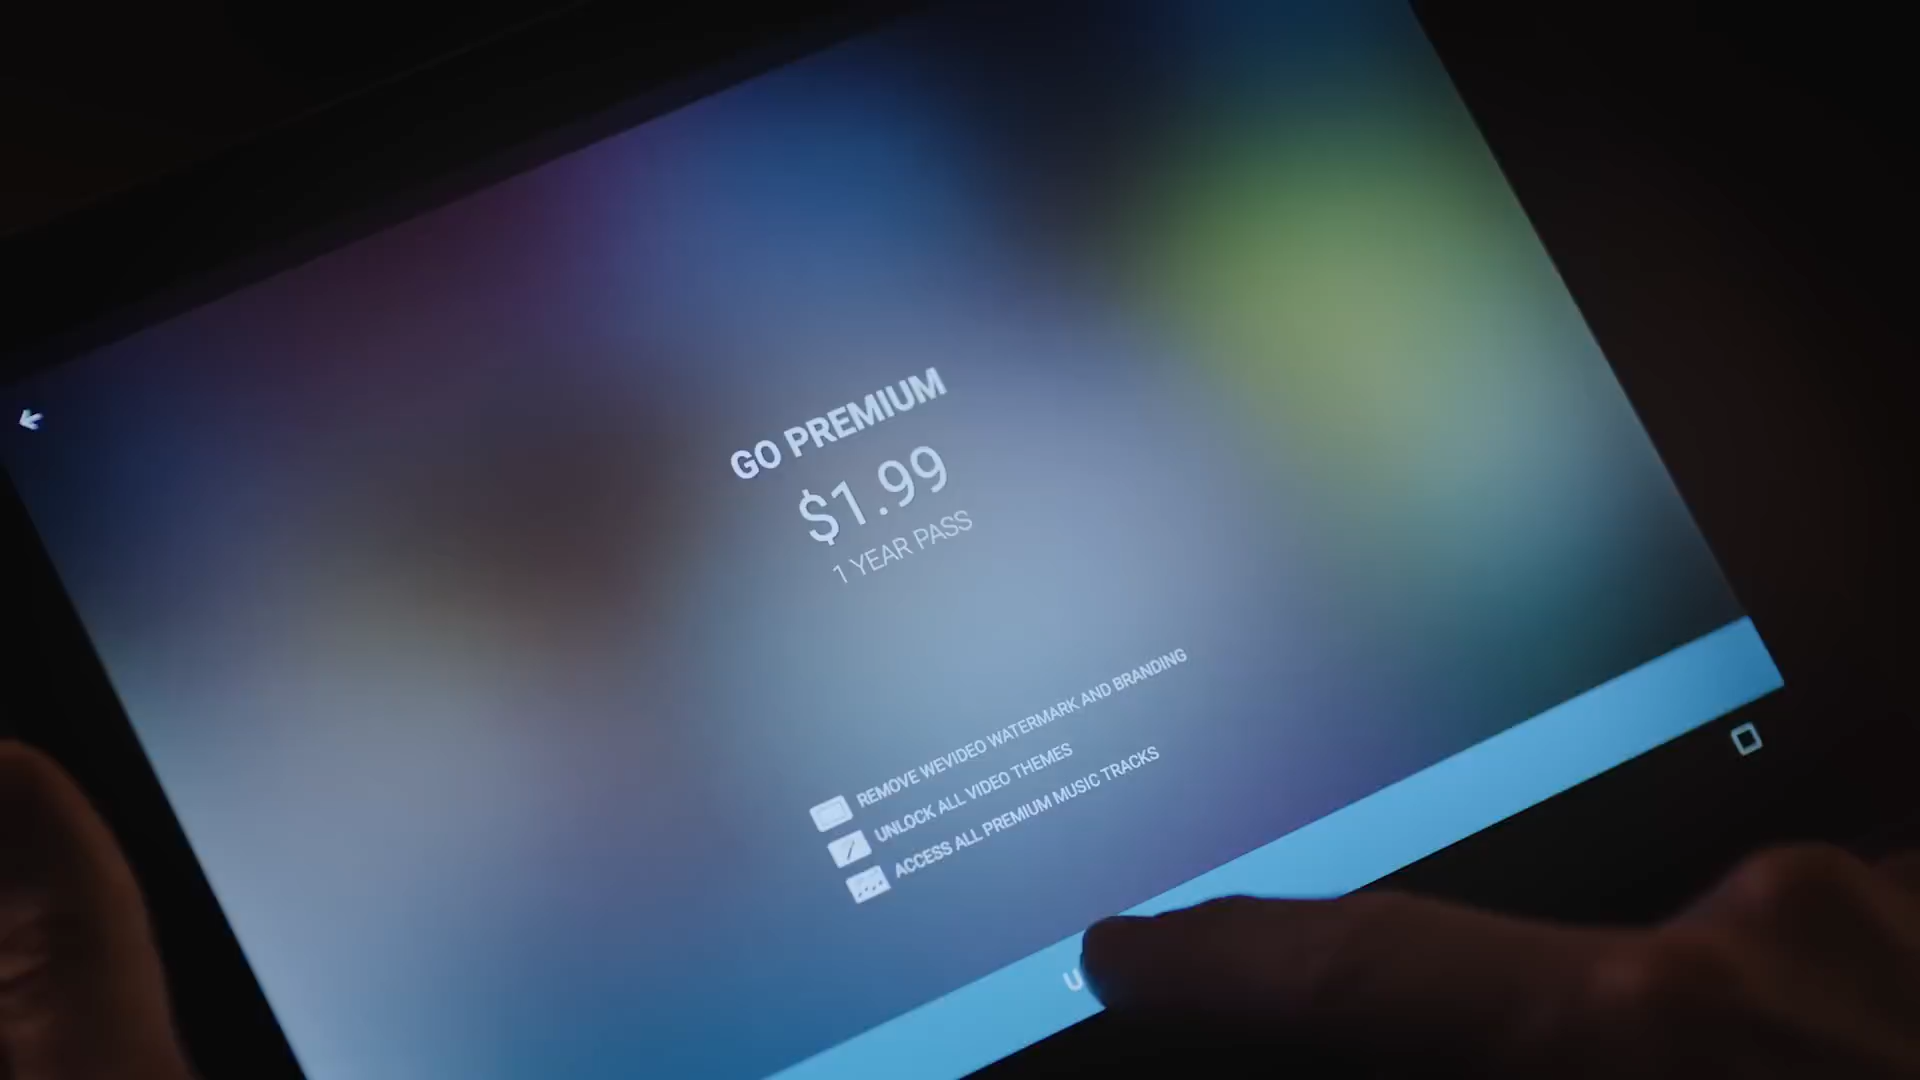 GO PREMIUM
$1.99
1 YEAR PASS
REMOVE WEVIDEO WATERMARK AND BRANDING
UNLOCK ALL VIDEO THEMES
ACCESS ALL PREMIUM MUSIC TRACKS